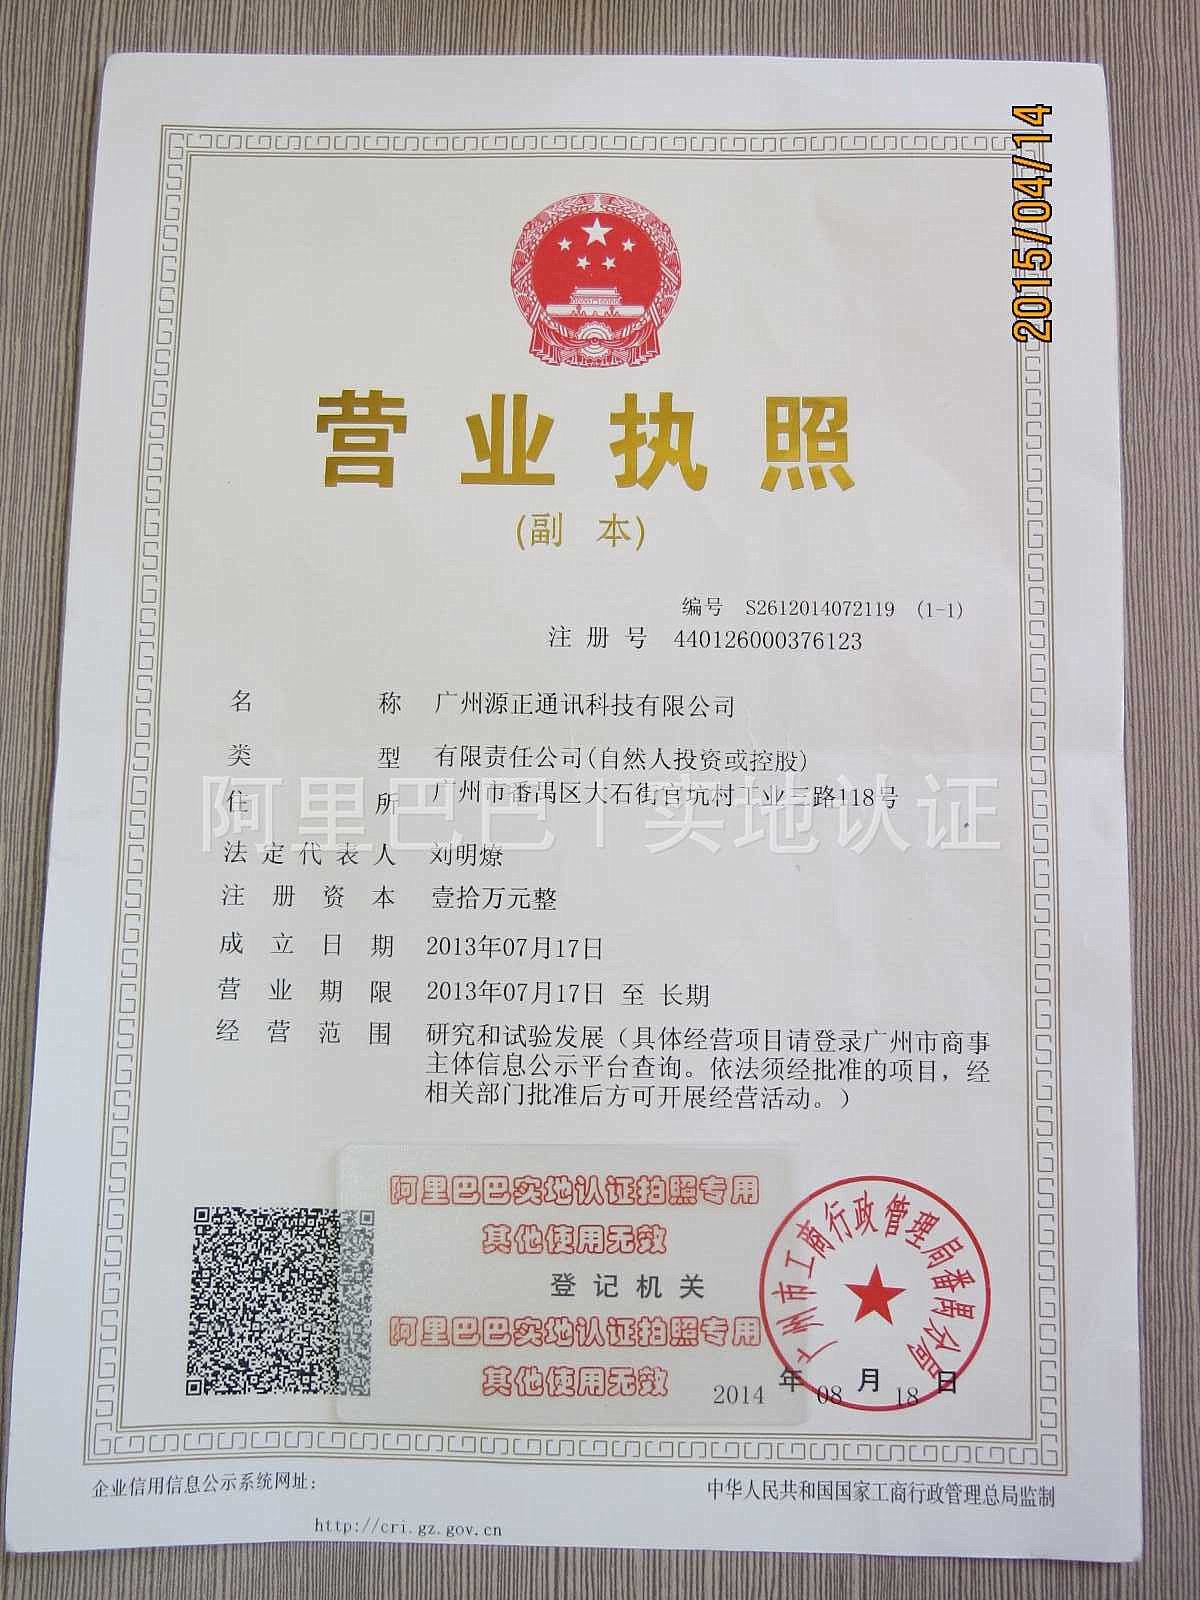 2015/04/14
营业执照
(副 本)
编号 S2612014072119 (1-1)
注册号 440126000376123
名称 广州源正通讯科技有限公司
类型 有限责任公司(自然人投资或控股)
住所 广州市番禺区大石街官坑村工业三路118号
阿里巴巴|实地认证
法定代表人 刘明燎
注册资本 壹拾万元整
成立日期 2013年07月17日
营业期限 2013年07月17日 至 长期
经营范围 研究和试验发展（具体经营项目请登录广州市商事
主体信息公示平台查询。依法须经批准的项目，经
相关部门批准后方可开展经营活动。）
阿里巴巴实地认证拍照专用
其他使用无效
登记机关
阿里巴巴实地认证拍照专用
其他使用无效
广州市工商行政管理局番禺分局
2014 年 08 月 18 日
企业信用信息公示系统网址：
http://cri.gz.gov.cn
中华人民共和国国家工商行政管理总局监制